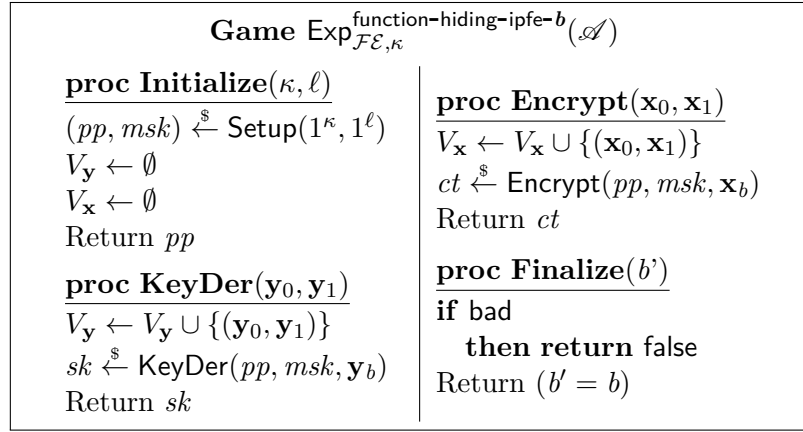 Game Exp^{function-hiding-ipfe-b}_{ℱℰ,κ}(𝒜)
proc Initialize(κ, ℓ)
(pp, msk) ←$ Setup(1^κ, 1^ℓ)
V_y ← ∅
V_x ← ∅
Return pp
proc KeyDer(y_0, y_1)
V_y ← V_y ∪ {(y_0, y_1)}
sk ←$ KeyDer(pp, msk, y_b)
Return sk
proc Encrypt(x_0, x_1)
V_x ← V_x ∪ {(x_0, x_1)}
ct ←$ Encrypt(pp, msk, x_b)
Return ct
proc Finalize(b’)
if bad
then return false
Return (b′ = b)